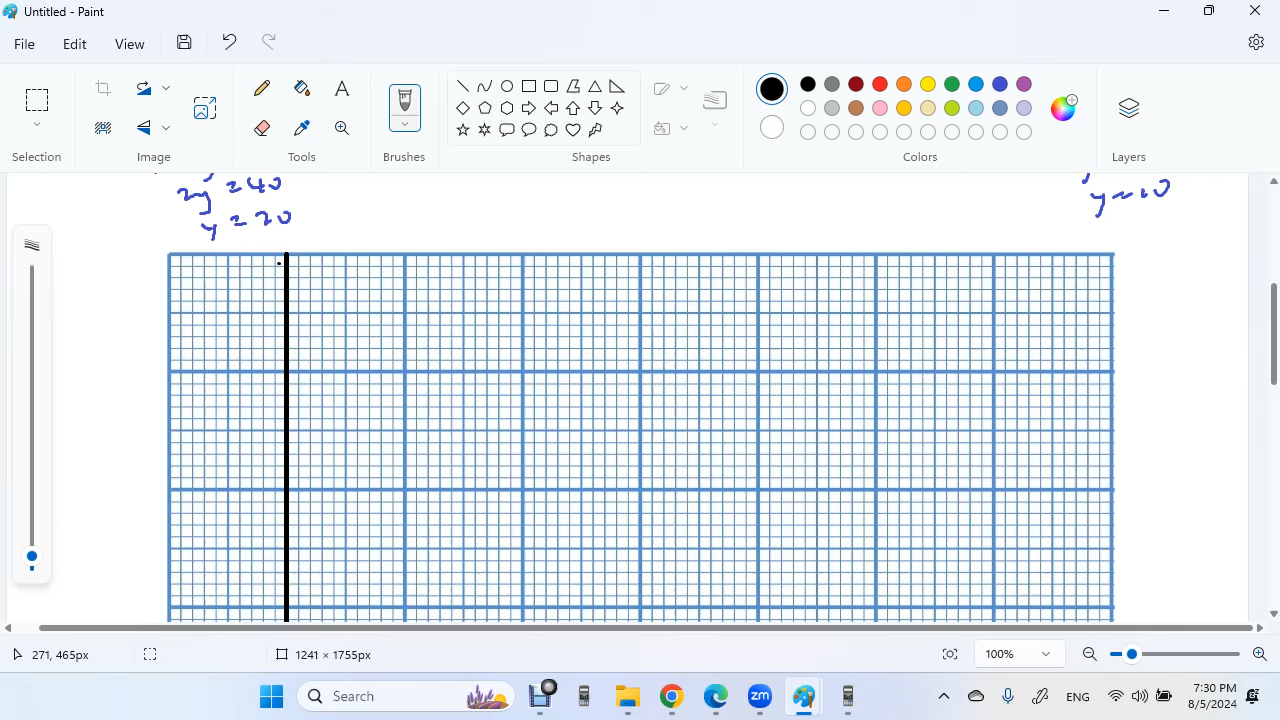 Untitled - Paint
File Edit View
Selection Image Tools Brushes Shapes Colors Layers
2y = 40
y = 20
y = 10
271, 465px
1241 × 1755px
100%
Search
ENG
7:30 PM
8/5/2024